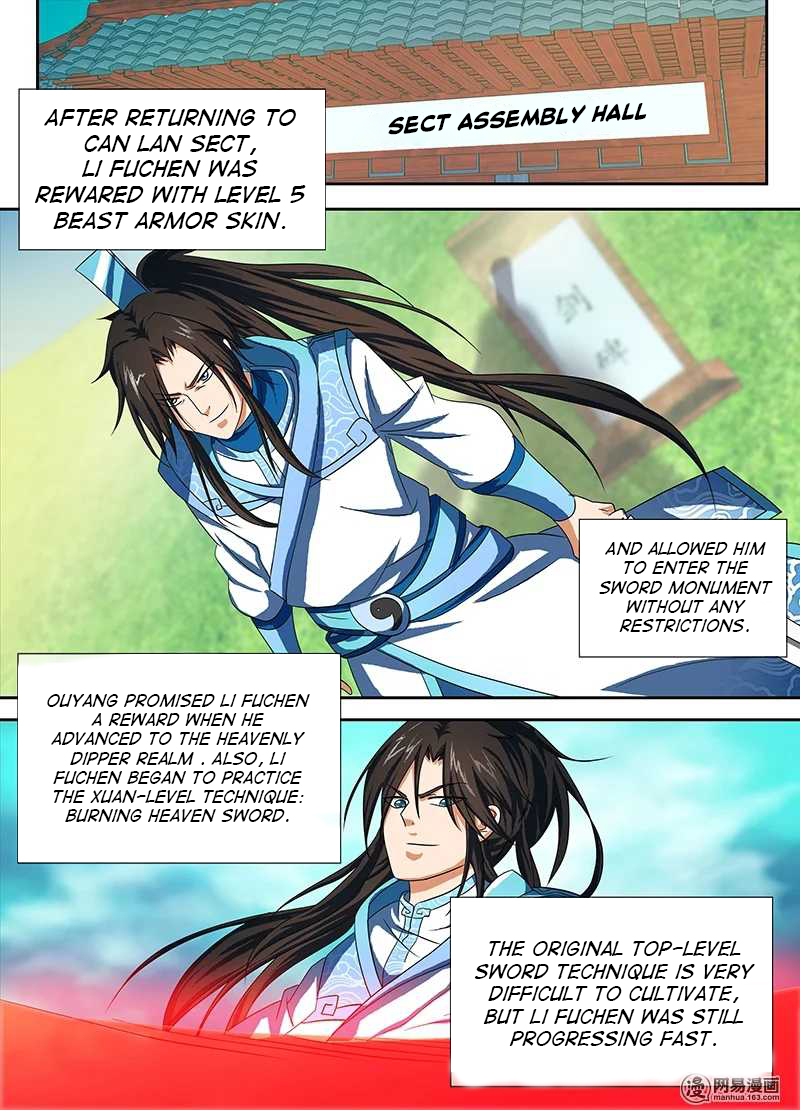 SECT ASSEMBLY HALL
AFTER RETURNING TO
CAN LAN SECT,
LI FUCHEN WAS
REWARED WITH LEVEL 5
BEAST ARMOR SKIN.
剑
碑
AND ALLOWED HIM
TO ENTER THE
SWORD MONUMENT
WITHOUT ANY
RESTRICTIONS.
OUYANG PROMISED LI FUCHEN
A REWARD WHEN HE
ADVANCED TO THE HEAVENLY
DIPPER REALM . ALSO, LI
FUCHEN BEGAN TO PRACTICE
THE XUAN-LEVEL TECHNIQUE:
BURNING HEAVEN SWORD.
THE ORIGINAL TOP-LEVEL
SWORD TECHNIQUE IS VERY
DIFFICULT TO CULTIVATE,
BUT LI FUCHEN WAS STILL
PROGRESSING FAST.
漫 网易漫画
manhua.163.com